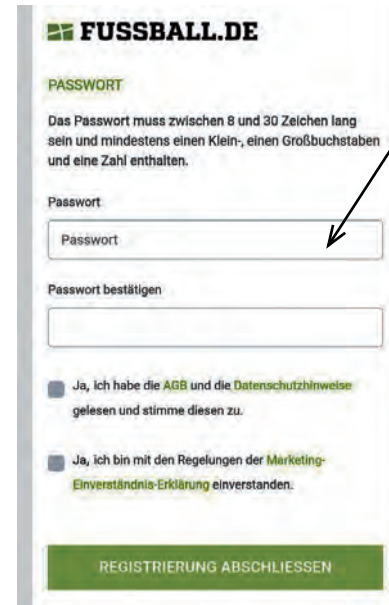 FUSSBALL.DE
PASSWORT
Das Passwort muss zwischen 8 und 30 Zeichen lang
sein und mindestens einen Klein-, einen Großbuchstaben
und eine Zahl enthalten.
Passwort
Passwort
Passwort bestätigen
Ja, ich habe die AGB und die Datenschutzhinweise
gelesen und stimme diesen zu.
Ja, ich bin mit den Regelungen der Marketing-
Einverständnis-Erklärung einverstanden.
REGISTRIERUNG ABSCHLIESSEN